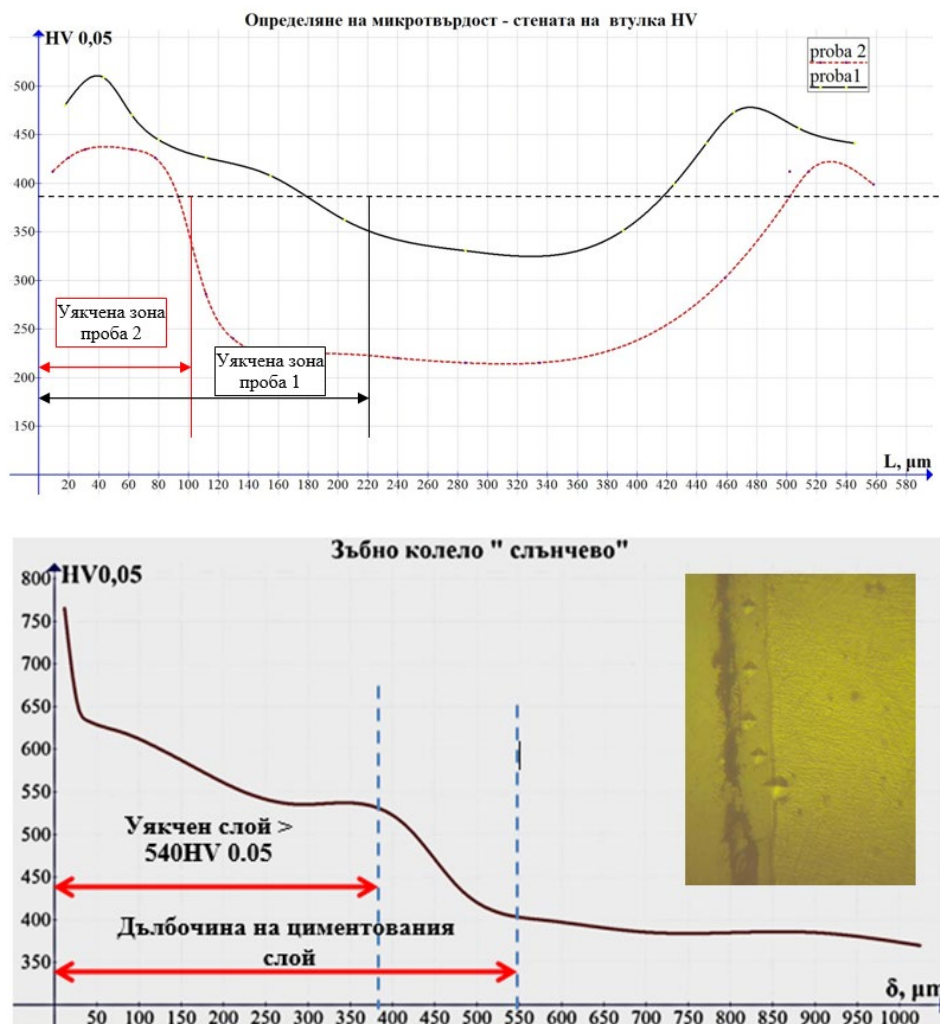 Определяне на микротвърдост - стената на втулка HV
HV 0,05
proba 2
proba1
500
450
400
350
300
250
200
150
Уякчена зона
проба 2
Уякчена зона
проба 1
L, μm
20 40 60 80 100 120 140 160 180 200 220 240 260 280 300 320 340 360 380 400 420 440 460 480 500 520 540 560 580
Зъбно колело " слънчево"
HV0,05
800
750
700
650
600
550
500
450
400
350
Уякчен слой >
540HV 0.05
Дълбочина на циментования
слой
δ, μm
50 100 150 200 250 300 350 400 450 500 550 600 650 700 750 800 850 900 950 1000